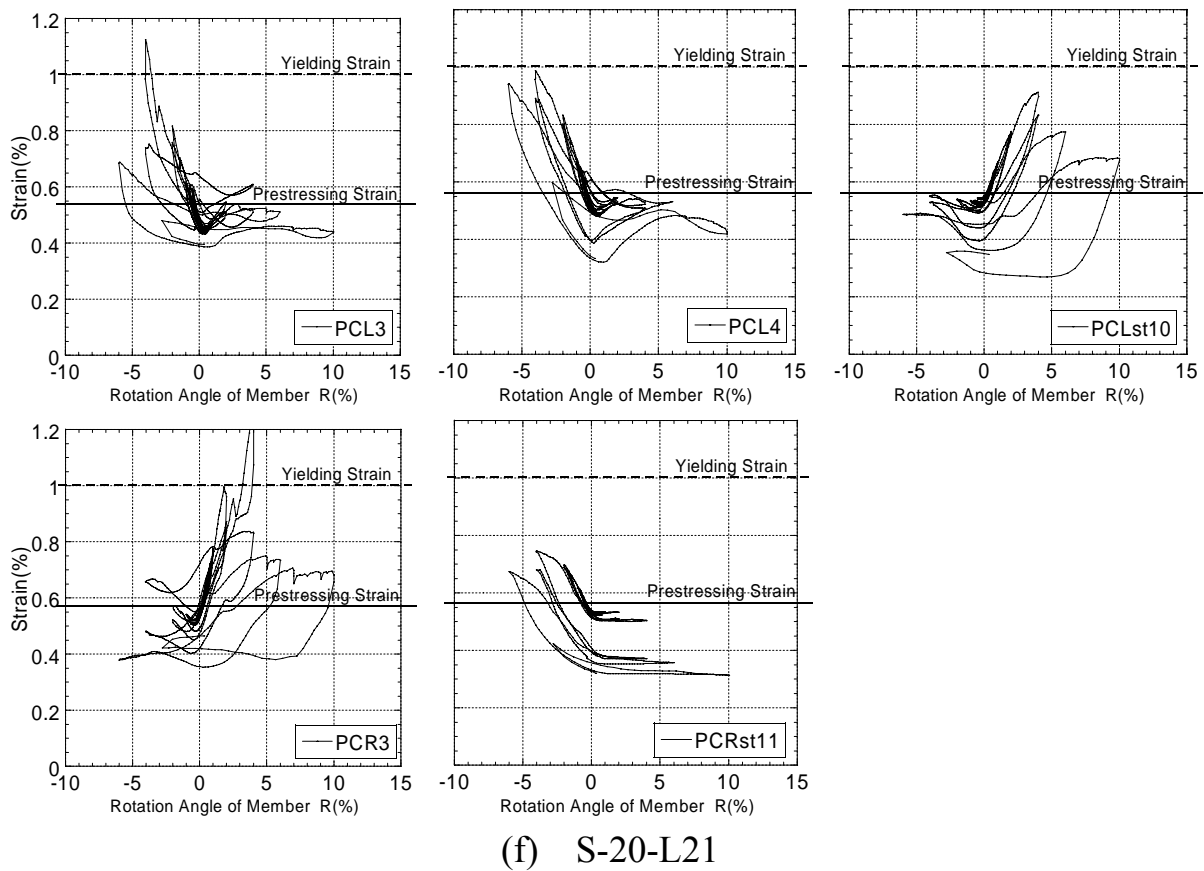 1.2
1
0.8
0.6
0.4
0.2
0
Strain(%)
Yielding Strain
Prestressing Strain
PCL3
-10 -5 0 5 10 15
Rotation Angle of Member R(%)
Yielding Strain
Prestressing Strain
PCL4
-10 -5 0 5 10 15
Rotation Angle of Member R(%)
Yielding Strain
Prestressing Strain
PCLst10
-10 -5 0 5 10 15
Rotation Angle of Member R(%)
1.2
1
0.8
0.6
0.4
0.2
0
Strain(%)
Yielding Strain
Prestressing Strain
PCR3
-10 -5 0 5 10 15
Rotation Angle of Member R(%)
Yielding Strain
Prestressing Strain
PCRst11
-10 -5 0 5 10 15
Rotation Angle of Member R(%)
(f) S-20-L21